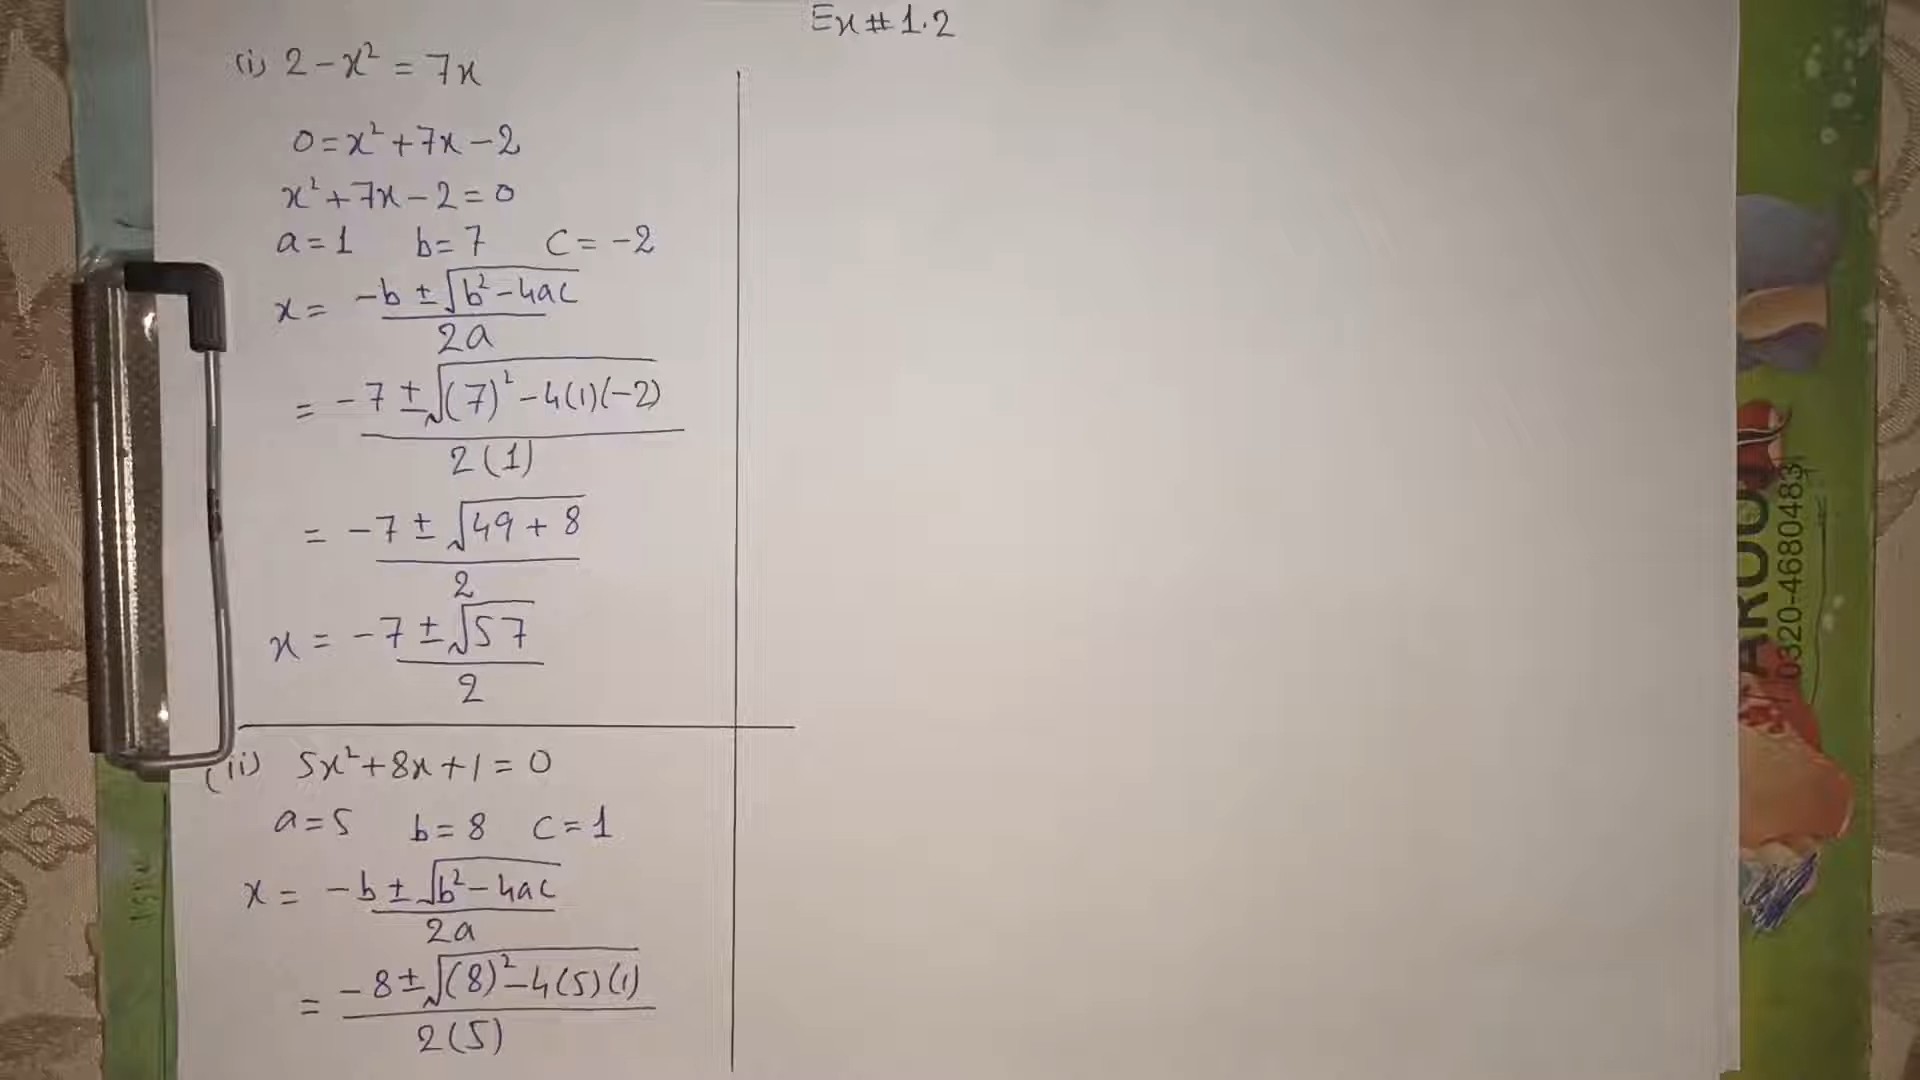 Ex # 1.2
(i) 2 - x² = 7x
0 = x² + 7x - 2
x² + 7x - 2 = 0
a = 1 b = 7 c = -2
x = -b ± √b² - 4ac
2a
= -7 ± √(7)² - 4(1)(-2)
2(1)
= -7 ± √49 + 8
2
x = -7 ± √57
2
(ii) 5x² + 8x + 1 = 0
a = 5 b = 8 c = 1
x = -b ± √b² - 4ac
2a
= -8 ± √(8)² - 4(5)(1)
2(5)
0320-4680483